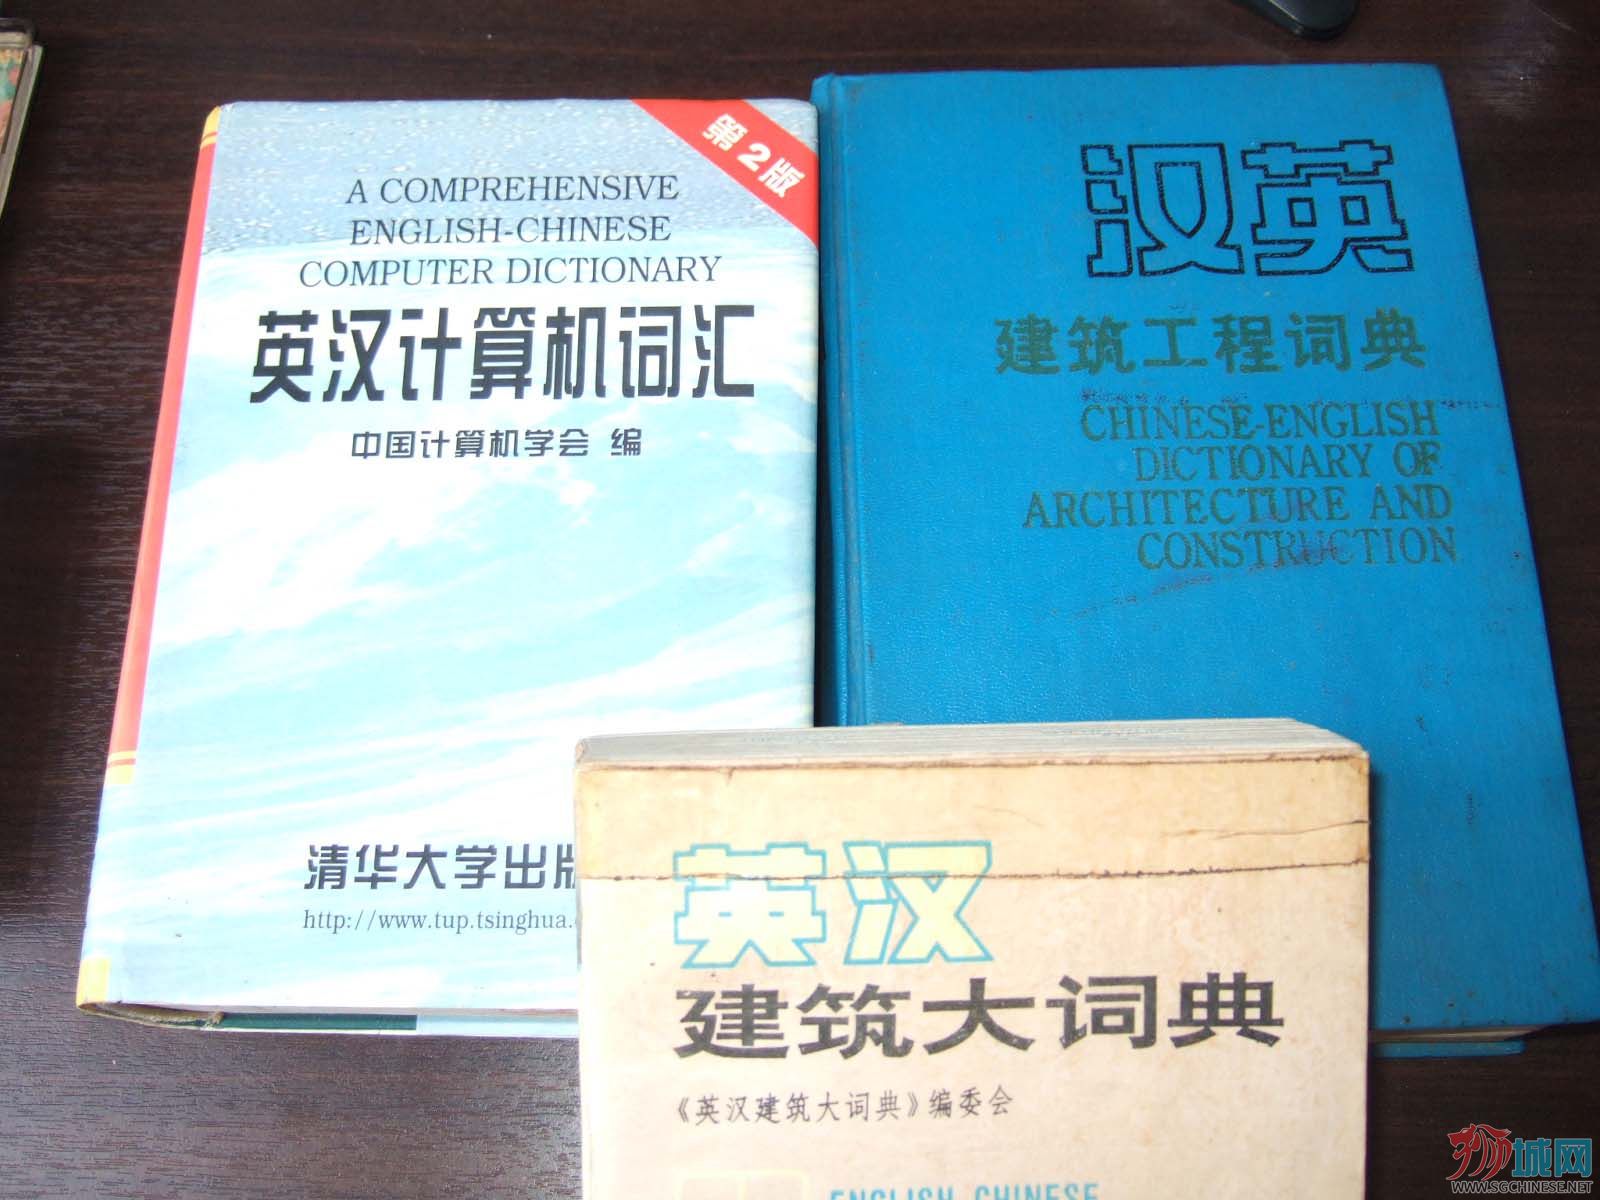 第2版
A COMPREHENSIVE
ENGLISH-CHINESE
COMPUTER DICTIONARY
英汉计算机词汇
中国计算机学会 编
清华大学出版
http://www.tup.tsinghua.
汉英
建筑工程词典
CHINESE-ENGLISH
DICTIONARY OF
ARCHITECTURE AND
CONSTRUCTION
英汉
建筑大词典
《英汉建筑大词典》编委会
ENGLISH CHINESE
狮城网
WWW.SGCHINESE.NET